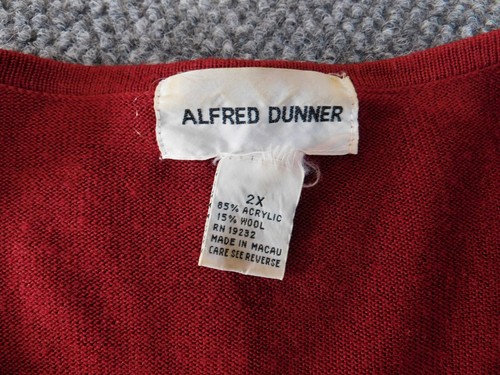 ALFRED DUNNER
2X
85% ACRYLIC
15% WOOL
RN 19232
MADE IN MACAU
CARE SEE REVERSE